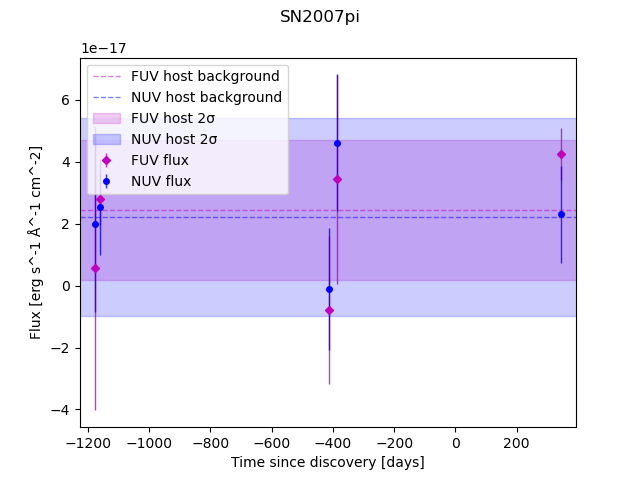 SN2007pi
1e−17
FUV host background
NUV host background
FUV host 2σ
NUV host 2σ
FUV flux
NUV flux
6
4
2
0
−2
−4
Flux [erg s^-1 Å^-1 cm^-2]
−1200 −1000 −800 −600 −400 −200 0 200
Time since discovery [days]